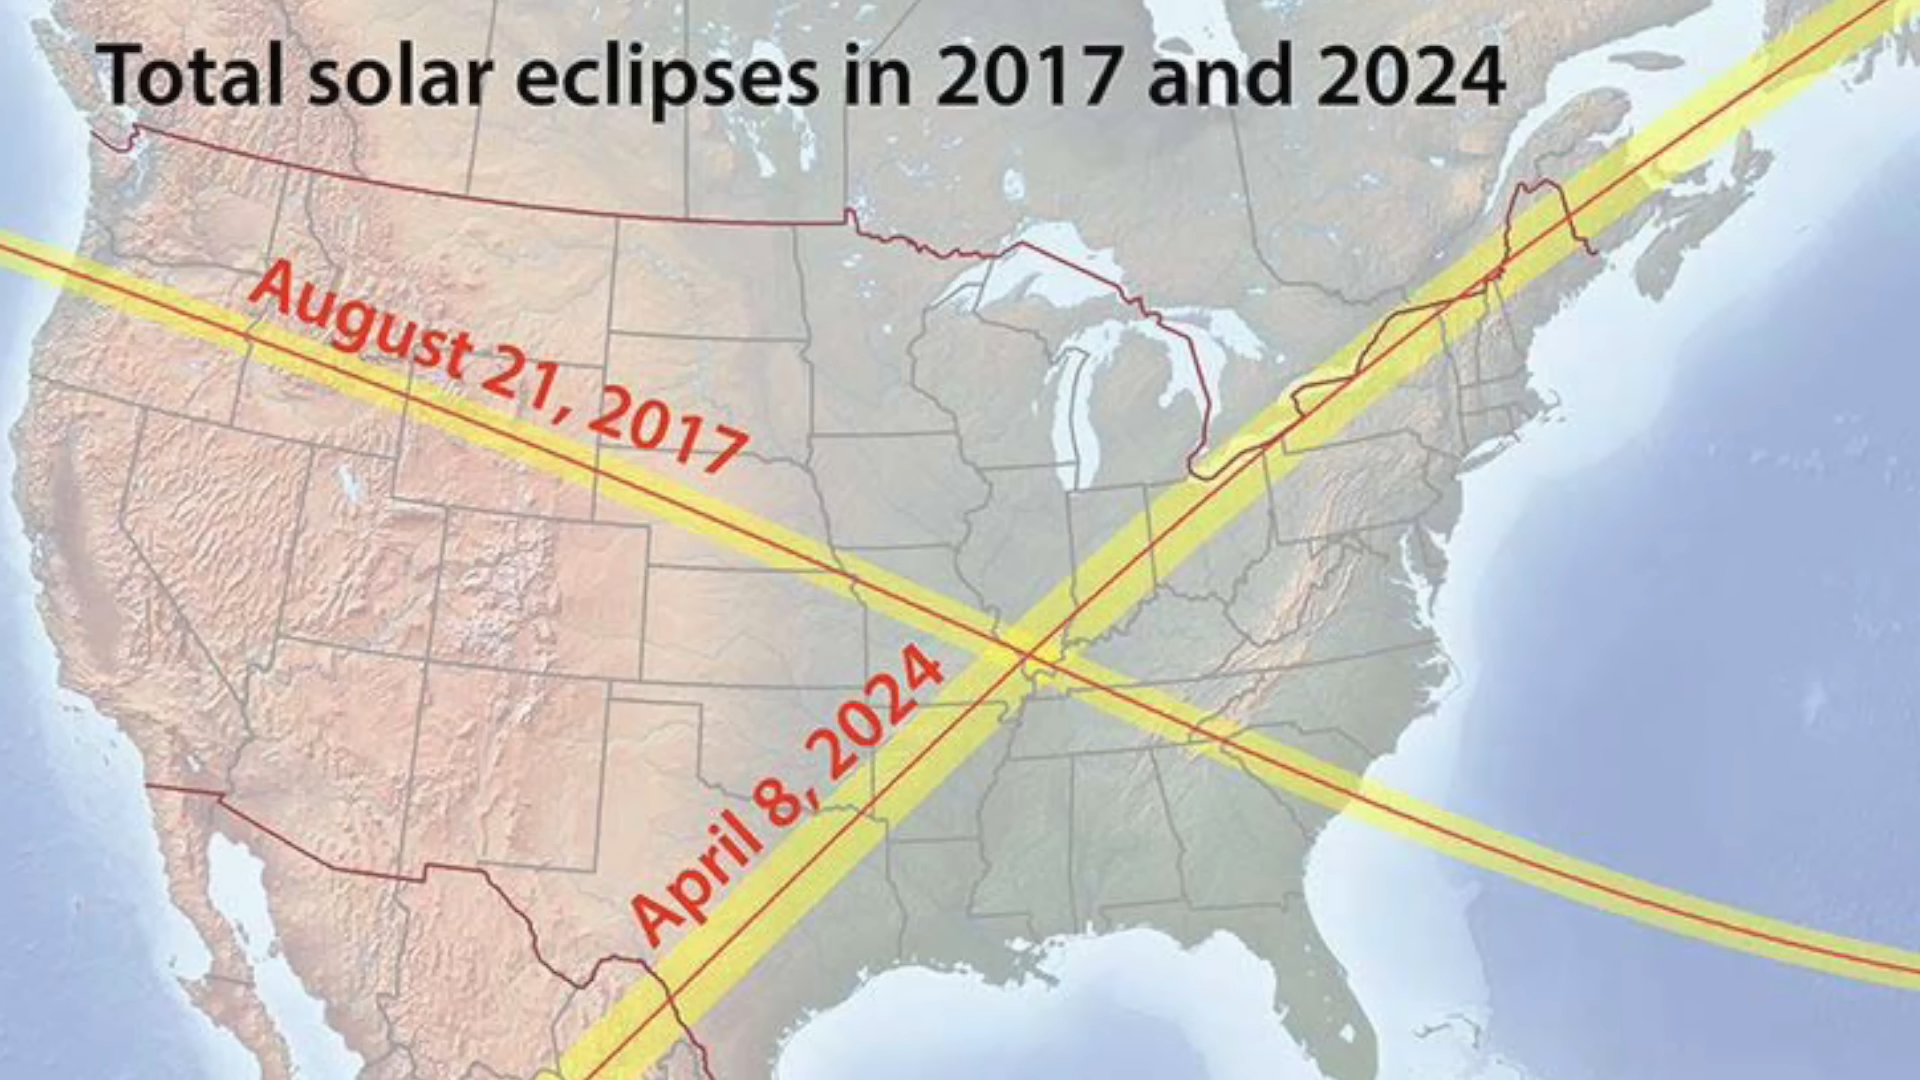 Total solar eclipses in 2017 and 2024
August 21, 2017
April 8, 2024